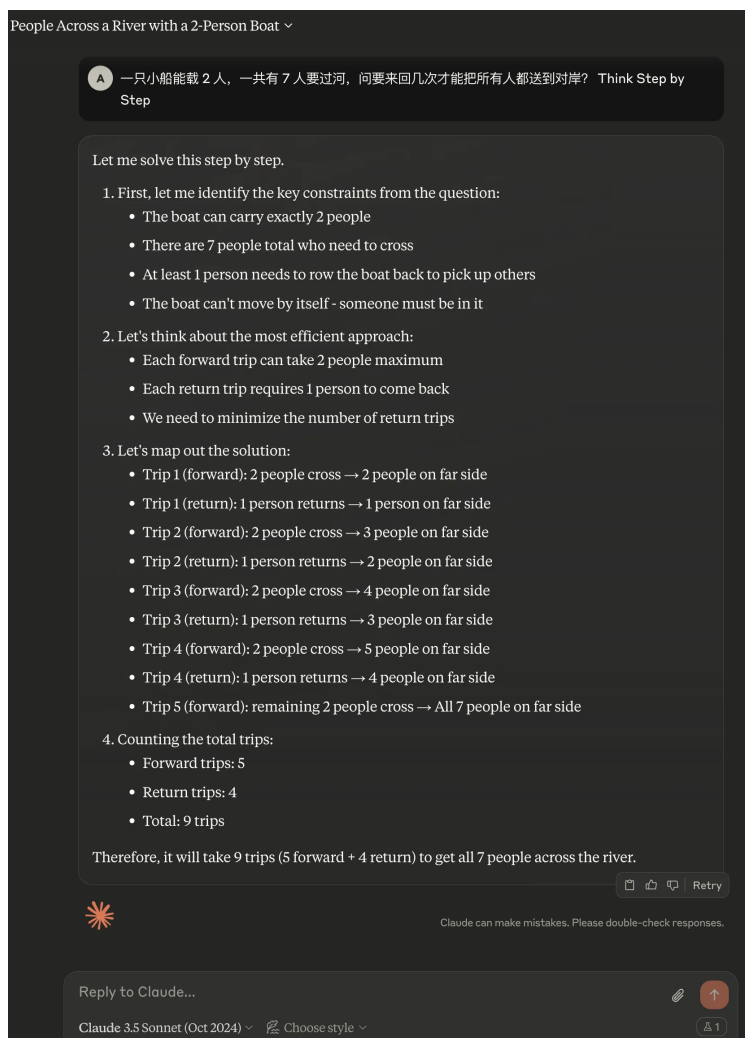 People Across a River with a 2-Person Boat
A
一只小船能载 2 人，一共有 7 人要过河，问要来回几次才能把所有人都送到对岸？ Think Step by
Step
Let me solve this step by step.
1. First, let me identify the key constraints from the question:
• The boat can carry exactly 2 people
• There are 7 people total who need to cross
• At least 1 person needs to row the boat back to pick up others
• The boat can't move by itself - someone must be in it
2. Let's think about the most efficient approach:
• Each forward trip can take 2 people maximum
• Each return trip requires 1 person to come back
• We need to minimize the number of return trips
3. Let's map out the solution:
• Trip 1 (forward): 2 people cross → 2 people on far side
• Trip 1 (return): 1 person returns → 1 person on far side
• Trip 2 (forward): 2 people cross → 3 people on far side
• Trip 2 (return): 1 person returns → 2 people on far side
• Trip 3 (forward): 2 people cross → 4 people on far side
• Trip 3 (return): 1 person returns → 3 people on far side
• Trip 4 (forward): 2 people cross → 5 people on far side
• Trip 4 (return): 1 person returns → 4 people on far side
• Trip 5 (forward): remaining 2 people cross → All 7 people on far side
4. Counting the total trips:
• Forward trips: 5
• Return trips: 4
• Total: 9 trips
Therefore, it will take 9 trips (5 forward + 4 return) to get all 7 people across the river.
Retry
Claude can make mistakes. Please double-check responses.
Reply to Claude...
Claude 3.5 Sonnet (Oct 2024) Choose style 1